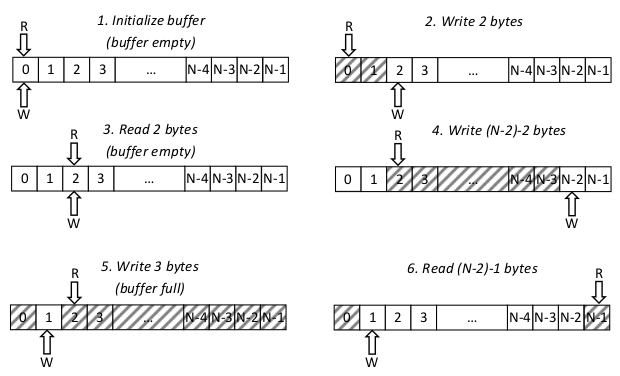 1. Initialize buffer
(buffer empty)
R
0 1 2 3 ... N-4 N-3 N-2 N-1
W
2. Write 2 bytes
R
0 1 2 3 ... N-4 N-3 N-2 N-1
W
3. Read 2 bytes
(buffer empty)
R
0 1 2 3 ... N-4 N-3 N-2 N-1
W
4. Write (N-2)-2 bytes
R
0 1 2 3 ... N-4 N-3 N-2 N-1
W
5. Write 3 bytes
(buffer full)
R
0 1 2 3 ... N-4 N-3 N-2 N-1
W
6. Read (N-2)-1 bytes
R
0 1 2 3 ... N-4 N-3 N-2 N-1
W